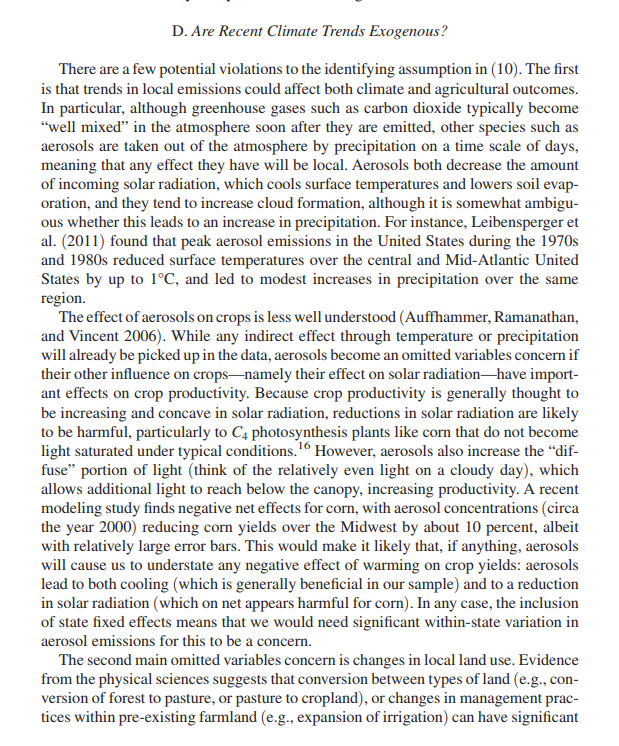 D. Are Recent Climate Trends Exogenous?
There are a few potential violations to the identifying assumption in (10). The first
is that trends in local emissions could affect both climate and agricultural outcomes.
In particular, although greenhouse gases such as carbon dioxide typically become
“well mixed” in the atmosphere soon after they are emitted, other species such as
aerosols are taken out of the atmosphere by precipitation on a time scale of days,
meaning that any effect they have will be local. Aerosols both decrease the amount
of incoming solar radiation, which cools surface temperatures and lowers soil evap-
oration, and they tend to increase cloud formation, although it is somewhat ambigu-
ous whether this leads to an increase in precipitation. For instance, Leibensperger et
al. (2011) found that peak aerosol emissions in the United States during the 1970s
and 1980s reduced surface temperatures over the central and Mid-Atlantic United
States by up to 1°C, and led to modest increases in precipitation over the same
region.
The effect of aerosols on crops is less well understood (Auffhammer, Ramanathan,
and Vincent 2006). While any indirect effect through temperature or precipitation
will already be picked up in the data, aerosols become an omitted variables concern if
their other influence on crops—namely their effect on solar radiation—have import-
ant effects on crop productivity. Because crop productivity is generally thought to
be increasing and concave in solar radiation, reductions in solar radiation are likely
to be harmful, particularly to C4 photosynthesis plants like corn that do not become
light saturated under typical conditions.16 However, aerosols also increase the “dif-
fuse” portion of light (think of the relatively even light on a cloudy day), which
allows additional light to reach below the canopy, increasing productivity. A recent
modeling study finds negative net effects for corn, with aerosol concentrations (circa
the year 2000) reducing corn yields over the Midwest by about 10 percent, albeit
with relatively large error bars. This would make it likely that, if anything, aerosols
will cause us to understate any negative effect of warming on crop yields: aerosols
lead to both cooling (which is generally beneficial in our sample) and to a reduction
in solar radiation (which on net appears harmful for corn). In any case, the inclusion
of state fixed effects means that we would need significant within-state variation in
aerosol emissions for this to be a concern.
The second main omitted variables concern is changes in local land use. Evidence
from the physical sciences suggests that conversion between types of land (e.g., con-
version of forest to pasture, or pasture to cropland), or changes in management prac-
tices within pre-existing farmland (e.g., expansion of irrigation) can have significant